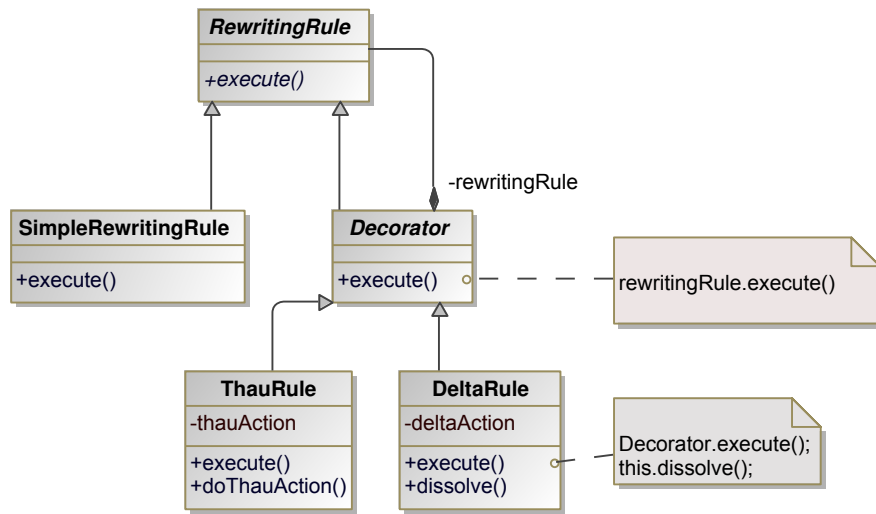 RewritingRule
+execute()
-rewritingRule
SimpleRewritingRule
+execute()
Decorator
+execute()
rewritingRule.execute()
ThauRule
-thauAction
+execute()
+doThauAction()
DeltaRule
-deltaAction
+execute()
+dissolve()
Decorator.execute();
this.dissolve();